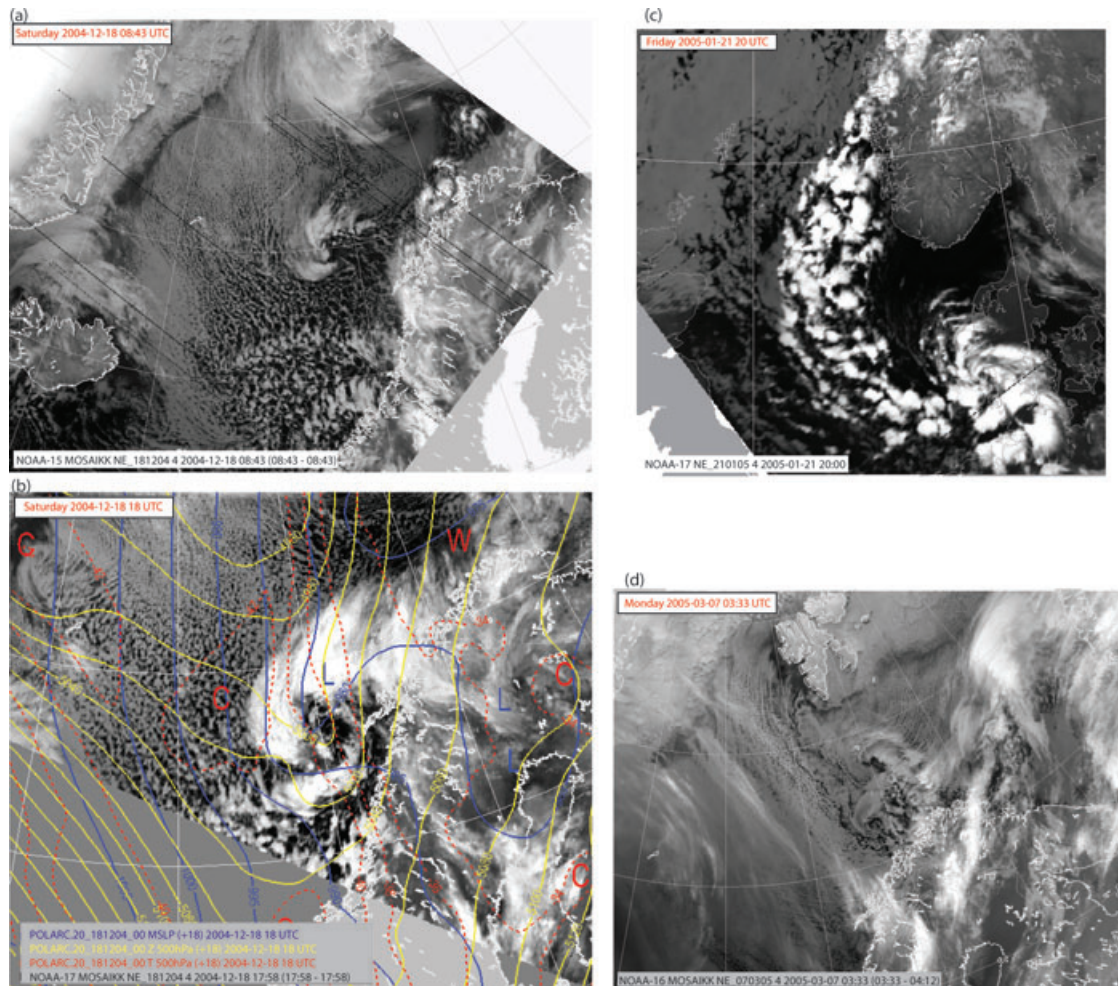 (a)
Saturday 2004-12-18 08:43 UTC
NOAA-15 MOSAIKK NE_181204 4 2004-12-18 08:43 (08:43 - 08:43)
(b)
Saturday 2004-12-18 18 UTC
C
W
C
L
C
L
L
C
POLARC.20_181204_00 MSLP (+18) 2004-12-18 18 UTC
POLARC.20_181204_00 Z 500hPa (+18) 2004-12-18 18 UTC
POLARC.20_181204_00 T 500hPa (+18) 2004-12-18 18 UTC
NOAA-17 MOSAIKK NE_181204 4 2004-12-18 17:58 (17:58 - 17:58)
(c)
Friday 2005-01-21 20 UTC
NOAA-17 NE_210105 4 2005-01-21 20:00
(d)
Monday 2005-03-07 03:33 UTC
NOAA-16 MOSAIKK NE_070305 4 2005-03-07 03:33 (03:33 - 04:12)